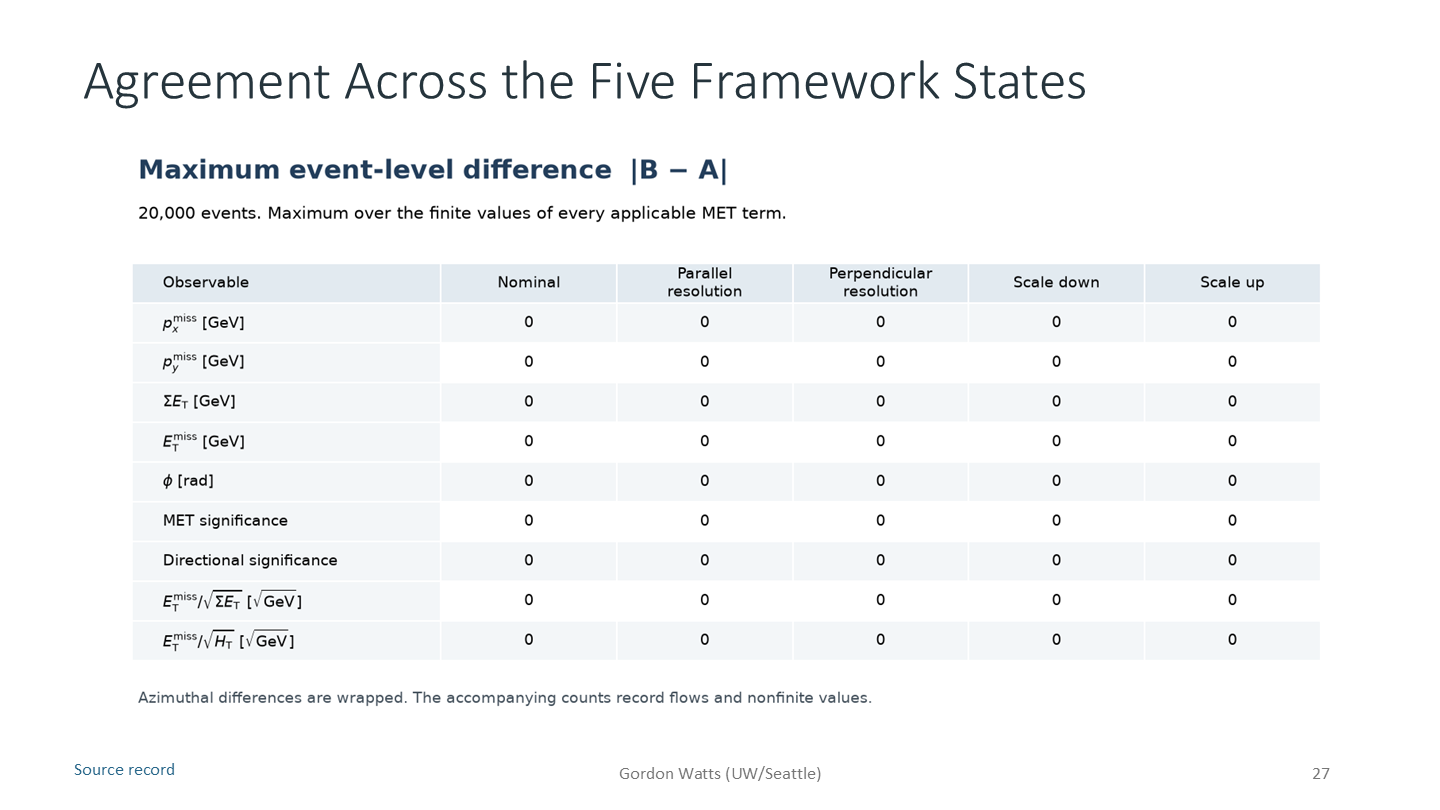 Agreement Across the Five Framework States
Maximum event-level difference |B − A|
20,000 events. Maximum over the finite values of every applicable MET term.
Observable Nominal Parallel resolution Perpendicular resolution Scale down Scale up
p_x^miss [GeV] 0 0 0 0 0
p_y^miss [GeV] 0 0 0 0 0
ΣE_T [GeV] 0 0 0 0 0
E_T^miss [GeV] 0 0 0 0 0
ϕ [rad] 0 0 0 0 0
MET significance 0 0 0 0 0
Directional significance 0 0 0 0 0
E_T^miss/√ΣE_T [√GeV] 0 0 0 0 0
E_T^miss/√H_T [√GeV] 0 0 0 0 0
Azimuthal differences are wrapped. The accompanying counts record flows and nonfinite values.
Source record
Gordon Watts (UW/Seattle)
27